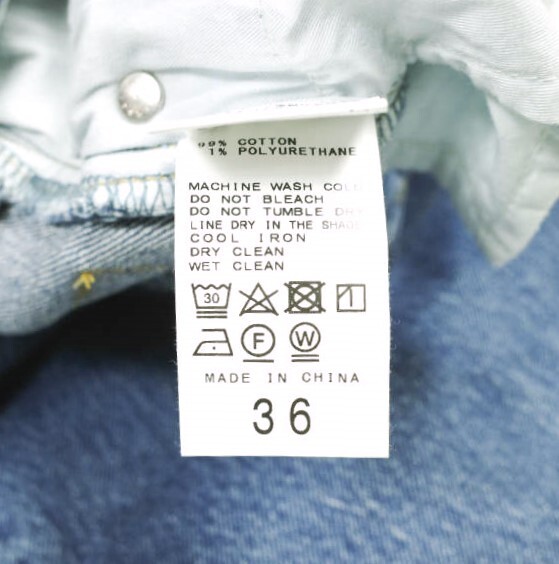 99% COTTON
1% POLYURETHANE
MACHINE WASH
DO NOT BLEACH
DO NOT TUMBLE
LINE DRY IN THE
COOL IRON
DRY CLEAN
WET CLEAN
30
F W
MADE IN CHINA
36